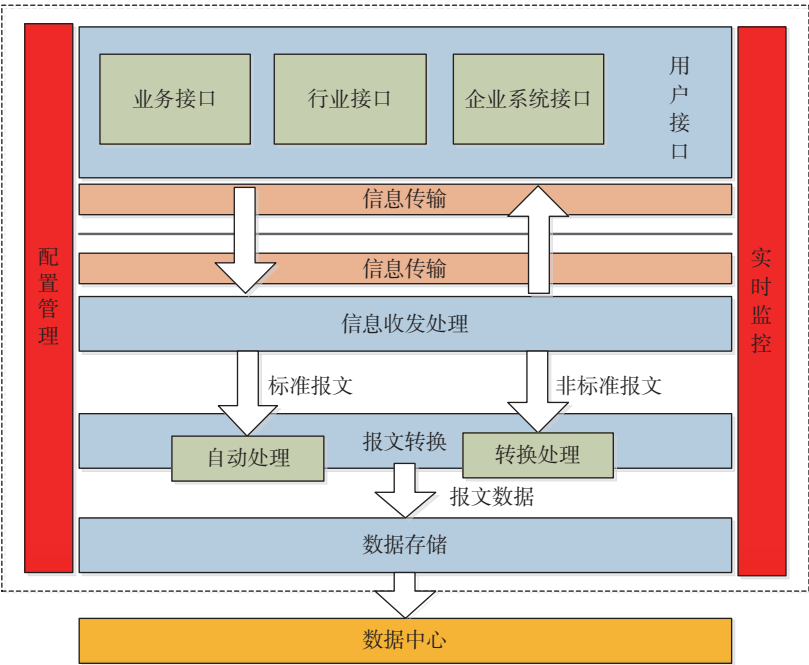 业务接口
行业接口
企业系统接口
用户接口
信息传输
信息传输
配置管理
实时监控
信息收发处理
标准报文
非标准报文
报文转换
自动处理
转换处理
报文数据
数据存储
数据中心